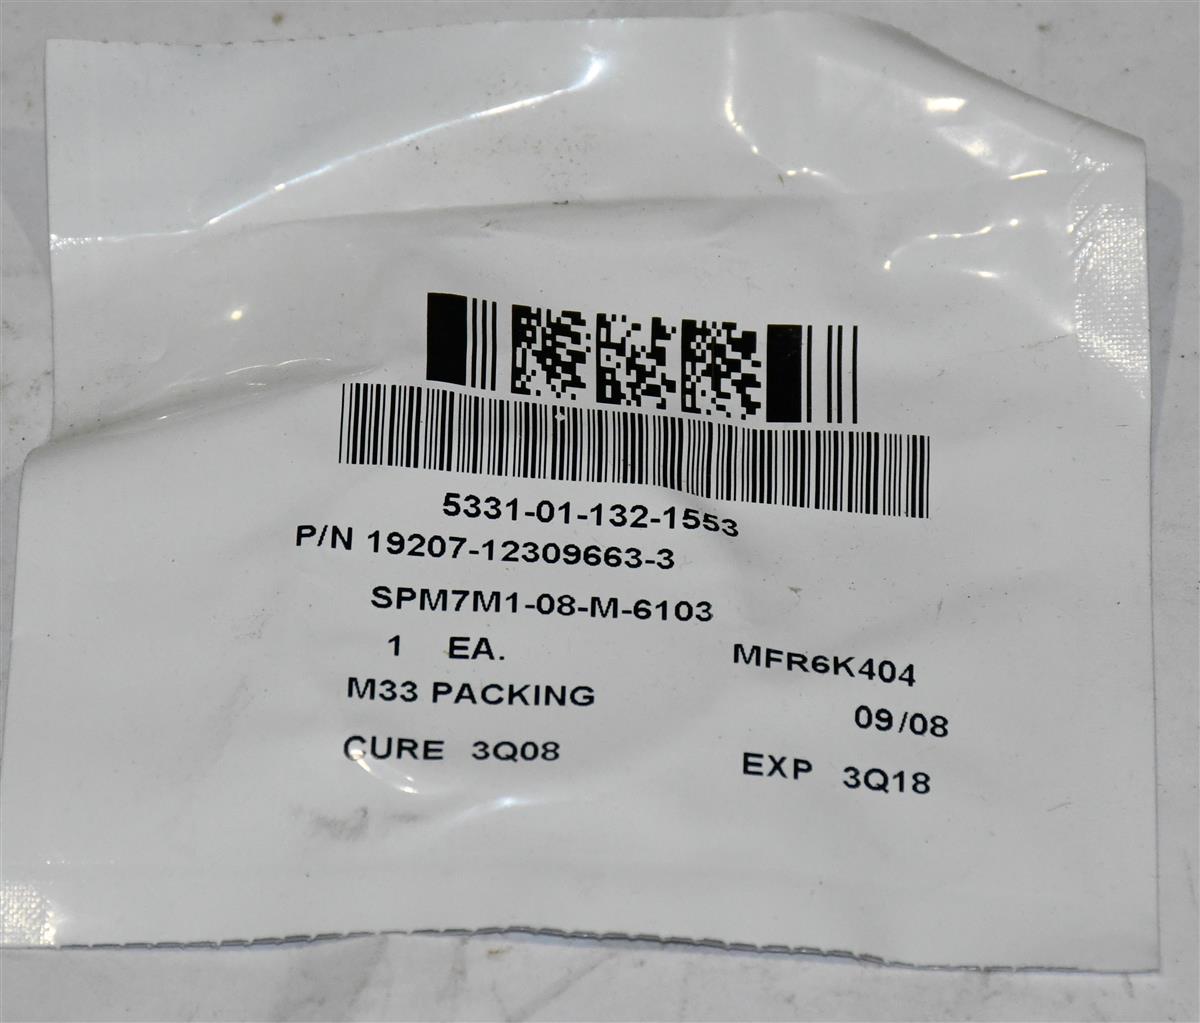 5331-01-132-1553
P/N 19207-12309663-3
SPM7M1-08-M-6103
1 EA. MFR6K404
M33 PACKING 09/08
CURE 3Q08 EXP 3Q18